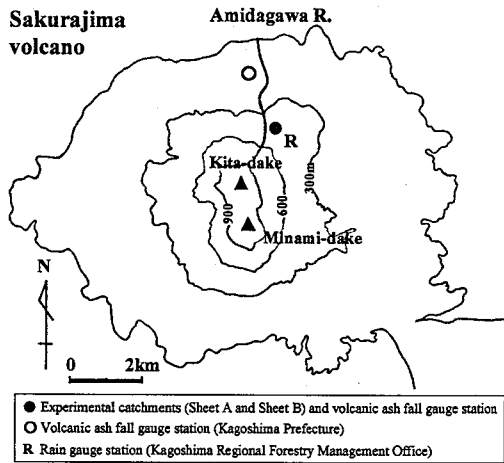 Sakurajima
volcano
Amidagawa R.
R
Kita-dake
300m
600
900
Minami-dake
N
0 2km
● Experimental catchments (Sheet A and Sheet B) and volcanic ash fall gauge station
O Volcanic ash fall gauge station (Kagoshima Prefecture)
R Rain gauge station (Kagoshima Regional Forestry Management Office)